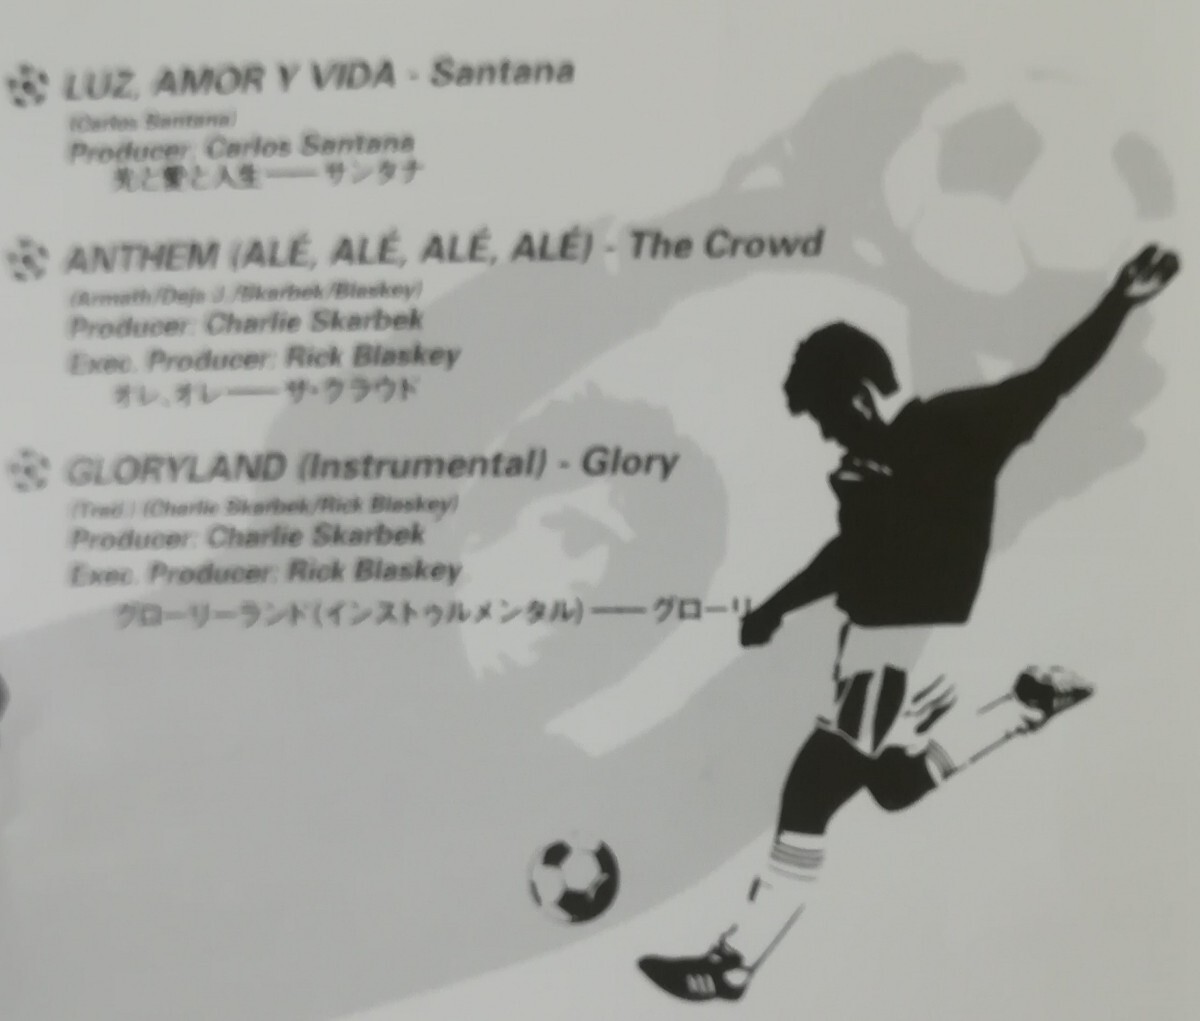 LUZ, AMOR Y VIDA - Santana
(Carlos Santana)
Producer: Carlos Santana
光と愛と人生——サンタナ
ANTHEM (ALÉ, ALÉ, ALÉ, ALÉ) - The Crowd
(Armath/Deja J./Skarbek/Blaskey)
Producer: Charlie Skarbek
Exec. Producer: Rick Blaskey
オレ、オレ——ザ・クラウド
GLORYLAND (Instrumental) - Glory
(Trad.) (Charlie Skarbek/Rick Blaskey)
Producer: Charlie Skarbek
Exec. Producer: Rick Blaskey
グローリーランド(インストゥルメンタル)——グローリ